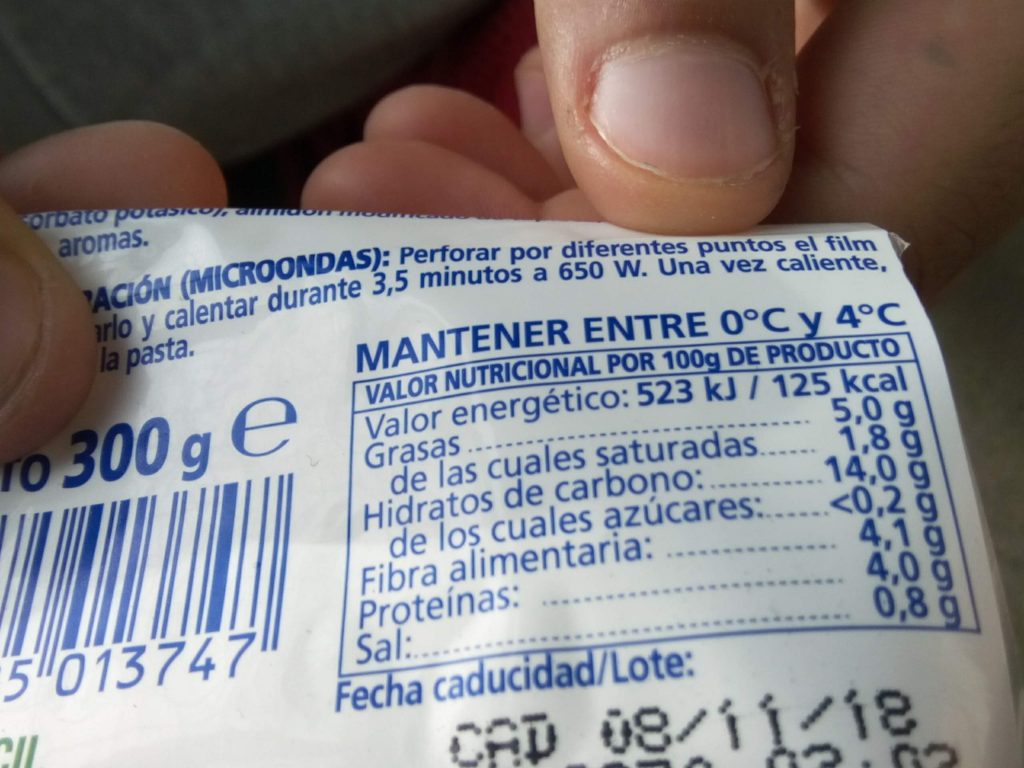 aromas.
(MICROONDAS): Perforar por diferentes puntos el film
y calentar durante 3,5 minutos a 650 W. Una vez caliente,
la pasta.
MANTENER ENTRE 0°C y 4°C
VALOR NUTRICIONAL POR 100g DE PRODUCTO
Valor energético: 523 kJ / 125 kcal
Grasas 5,0 g
de las cuales saturadas 1,8 g
Hidratos de carbono: 14,0 g
de los cuales azúcares: <0,2 g
Fibra alimentaria: 4,1 g
Proteínas: 4,0 g
Sal: 0,8 g
300 g e
5 013747
Fecha caducidad/Lote:
CAD 08/11/18